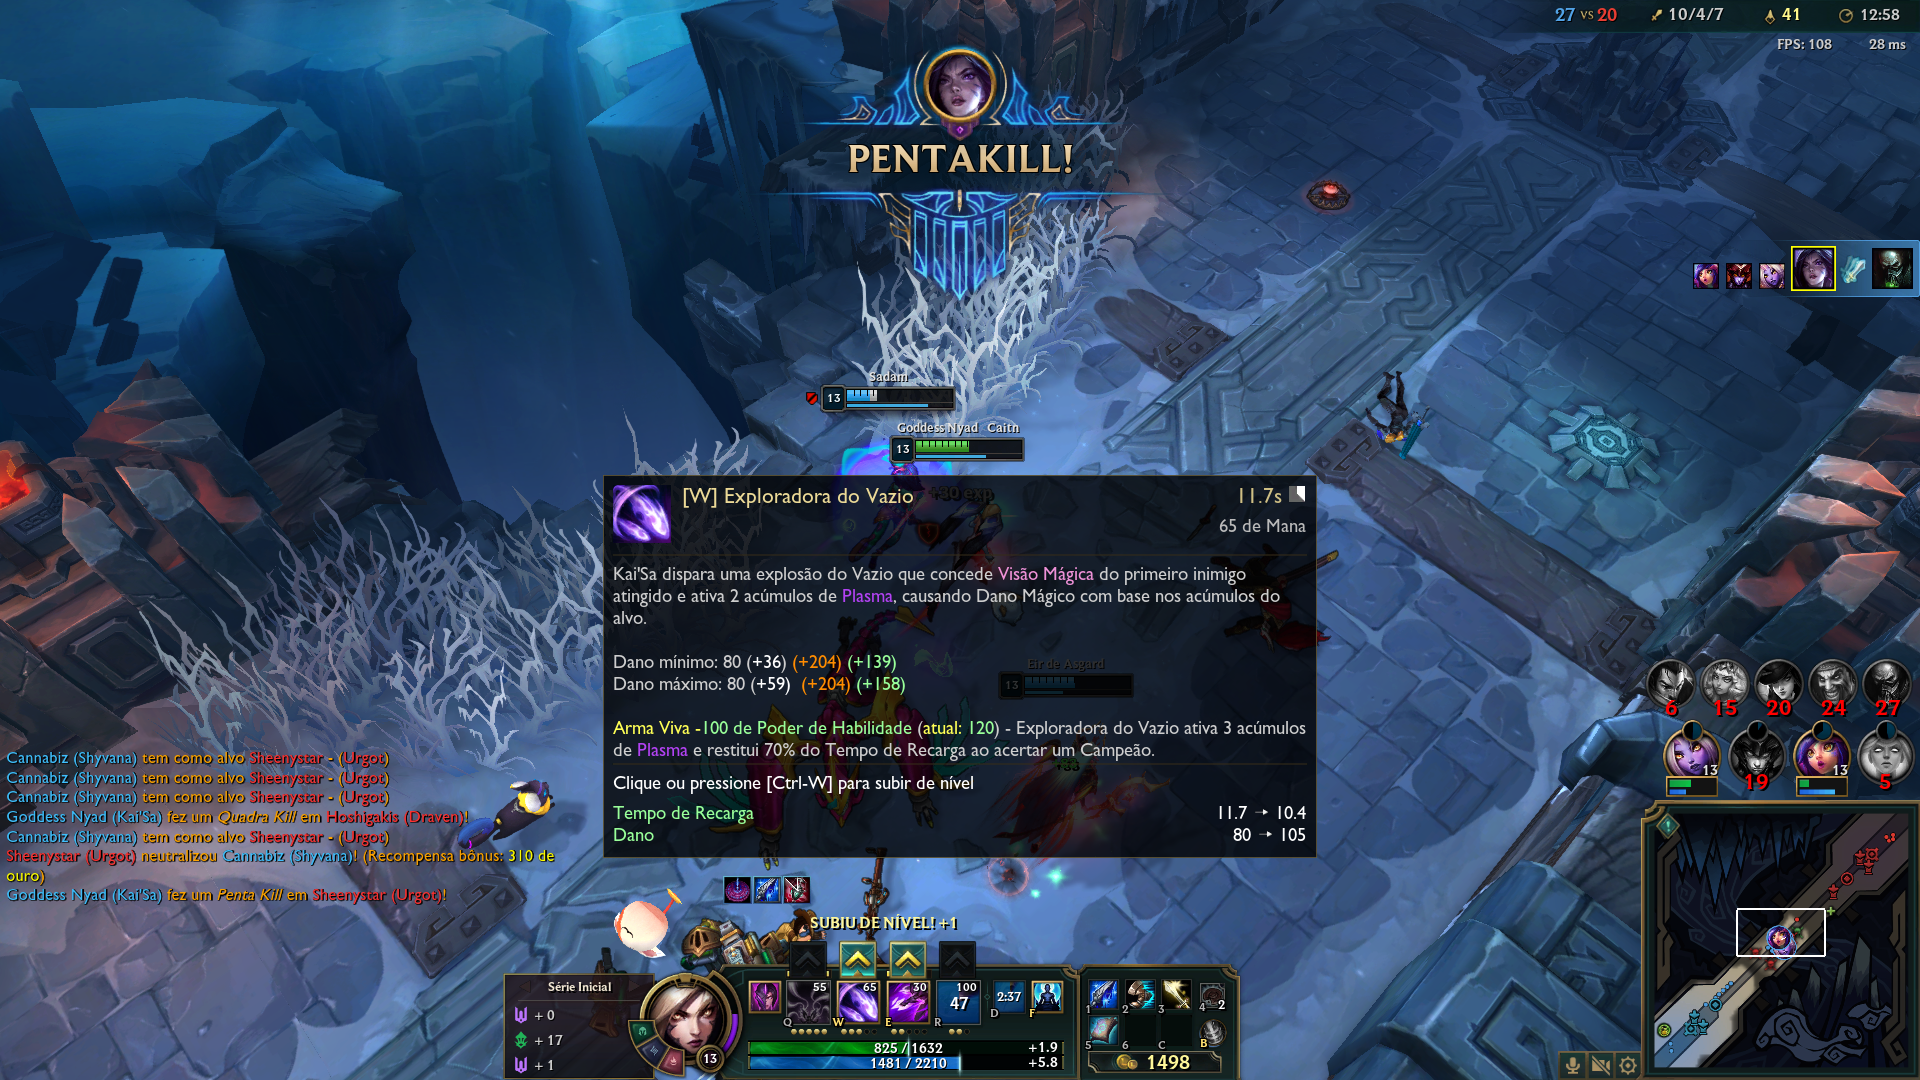 27 vs 20 10/4/7 41 12:58
FPS: 108 28 ms
PENTAKILL!
Sadam
13
Goddess Nyad Caitn
13
[W] Exploradora do Vazio 11.7s
65 de Mana
Kai'Sa dispara uma explosão do Vazio que concede Visão Mágica do primeiro inimigo
atingido e ativa 2 acúmulos de Plasma, causando Dano Mágico com base nos acúmulos do
alvo.
Dano mínimo: 80 (+36) (+204) (+139)
Dano máximo: 80 (+59) (+204) (+158)
Eir de Asgard
13
Arma Viva -100 de Poder de Habilidade (atual: 120) - Exploradora do Vazio ativa 3 acúmulos
de Plasma e restitui 70% do Tempo de Recarga ao acertar um Campeão.
Clique ou pressione [Ctrl-W] para subir de nível
Tempo de Recarga 11.7 → 10.4
Dano 80 → 105
6 15 20 24 27
13 19 13 5
Cannabiz (Shyvana) tem como alvo Sheenystar - (Urgot)
Cannabiz (Shyvana) tem como alvo Sheenystar - (Urgot)
Cannabiz (Shyvana) tem como alvo Sheenystar - (Urgot)
Goddess Nyad (Kai'Sa) fez um Quadra Kill em Hoshigakis (Draven)!
Cannabiz (Shyvana) tem como alvo Sheenystar - (Urgot)
Sheenystar (Urgot) neutralizou Cannabiz (Shyvana)! (Recompensa bônus: 310 de
ouro)
Goddess Nyad (Kai'Sa) fez um Penta Kill em Sheenystar (Urgot)!
SUBIU DE NÍVEL! +1
Série Inicial
+ 0
+ 17
+ 1
13
55 65 30 100
47 2:37
Q W E R D F
825 / 1632 +1.9
1481 / 2210 +5.8
1 2 3 4 2
5 6 C B
1498